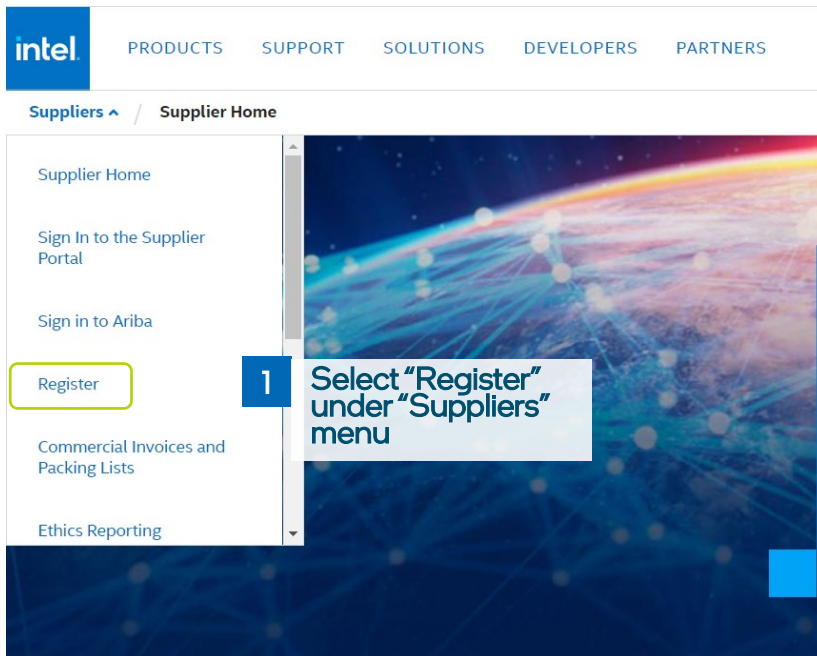 intel.
PRODUCTS SUPPORT SOLUTIONS DEVELOPERS PARTNERS
Suppliers / Supplier Home
Supplier Home
Sign In to the Supplier
Portal
Sign in to Ariba
Register
1
Select “Register”
under “Suppliers”
menu
Commercial Invoices and
Packing Lists
Ethics Reporting